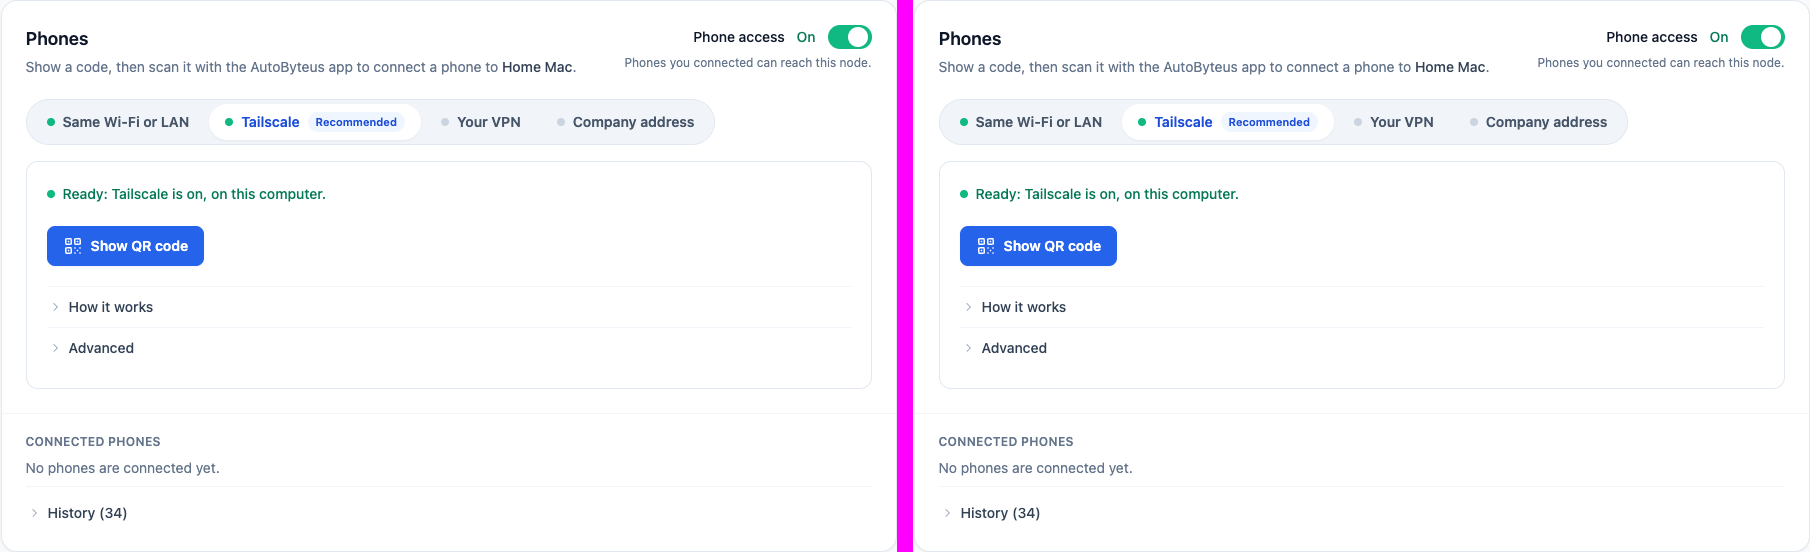 Phones
Phone access On
Show a code, then scan it with the AutoByteus app to connect a phone to Home Mac.
Phones you connected can reach this node.
Same Wi-Fi or LAN
Tailscale Recommended
Your VPN
Company address
Ready: Tailscale is on, on this computer.
Show QR code
How it works
Advanced
CONNECTED PHONES
No phones are connected yet.
History (34)
Phones
Phone access On
Show a code, then scan it with the AutoByteus app to connect a phone to Home Mac.
Phones you connected can reach this node.
Same Wi-Fi or LAN
Tailscale Recommended
Your VPN
Company address
Ready: Tailscale is on, on this computer.
Show QR code
How it works
Advanced
CONNECTED PHONES
No phones are connected yet.
History (34)